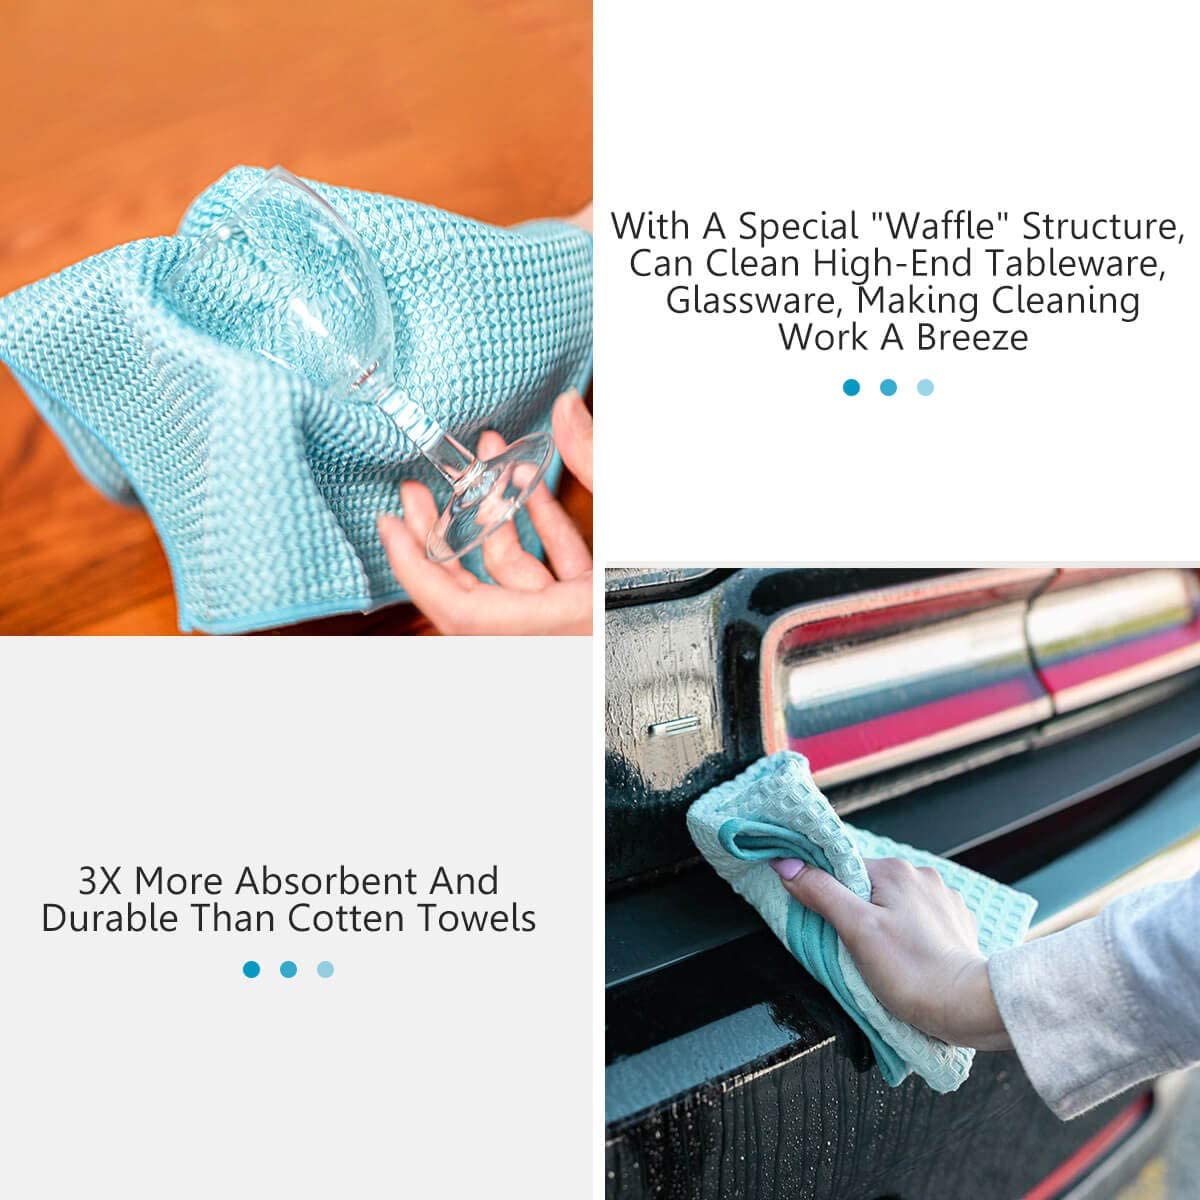 With A Special "Waffle" Structure,
Can Clean High-End Tableware,
Glassware, Making Cleaning
Work A Breeze
3X More Absorbent And
Durable Than Cotten Towels